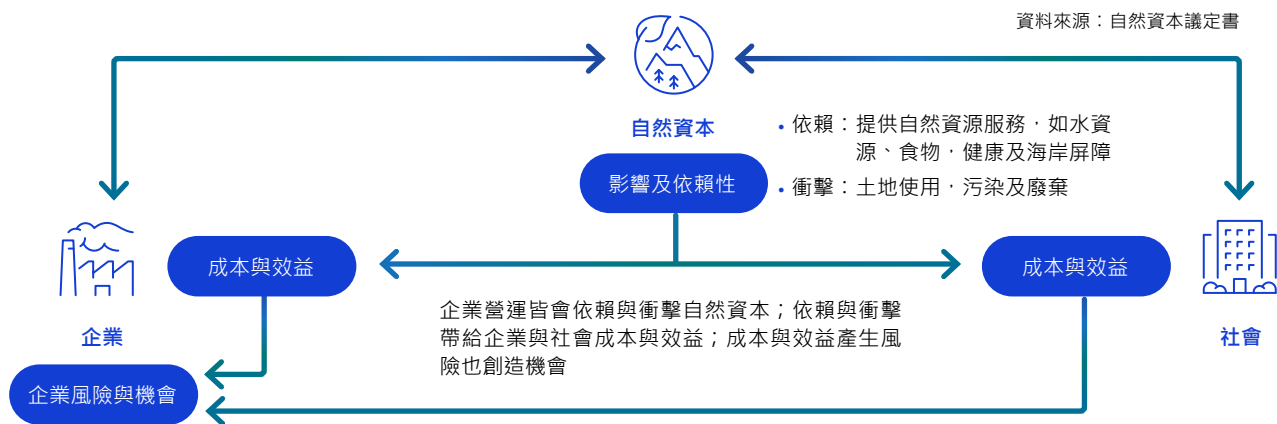 資料來源：自然資本議定書
自然資本
影響及依賴性
• 依賴：提供自然資源服務，如水資
源、食物，健康及海岸屏障
• 衝擊：土地使用，污染及廢棄
成本與效益
成本與效益
企業
社會
企業營運皆會依賴與衝擊自然資本；依賴與衝擊
帶給企業與社會成本與效益；成本與效益產生風
險也創造機會
企業風險與機會